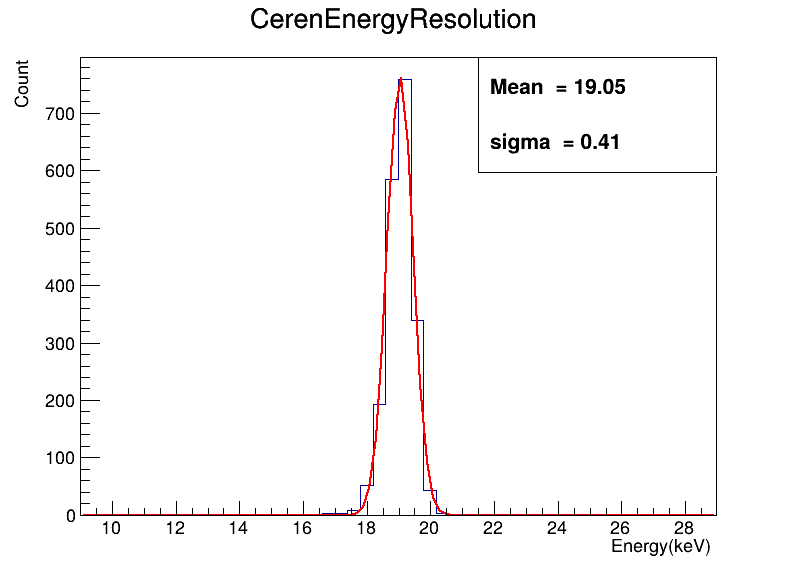 CerenEnergyResolution
Count
Mean = 19.05
sigma = 0.41
700
600
500
400
300
200
100
0
10 12 14 16 18 20 22 24 26 28
Energy(keV)